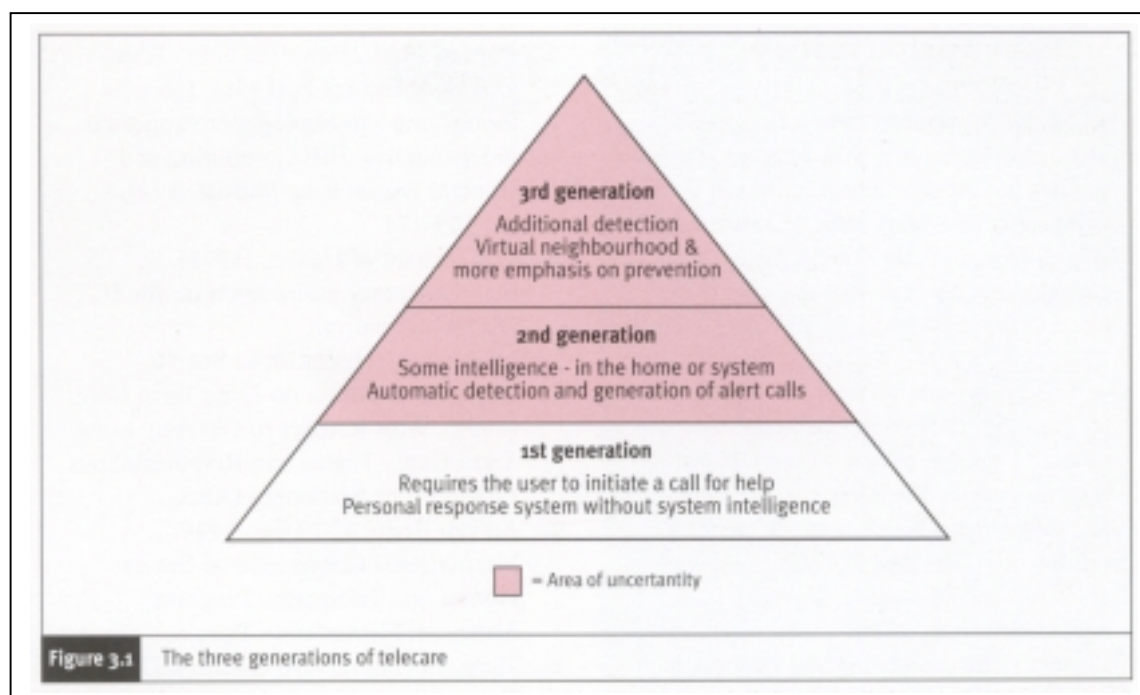 3rd generation
Additional detection
Virtual neighbourhood &
more emphasis on prevention
2nd generation
Some intelligence - in the home or system
Automatic detection and generation of alert calls
1st generation
Requires the user to initiate a call for help
Personal response system without system intelligence
= Area of uncertantity
Figure 3.1 The three generations of telecare